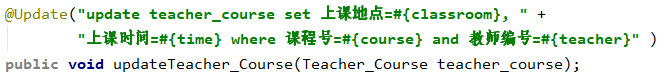 @Update("update teacher_course set 上课地点=#{classroom}, " +
"上课时间=#{time} where 课程号=#{course} and 教师编号=#{teacher}" )
public void updateTeacher_Course(Teacher_Course teacher_course);